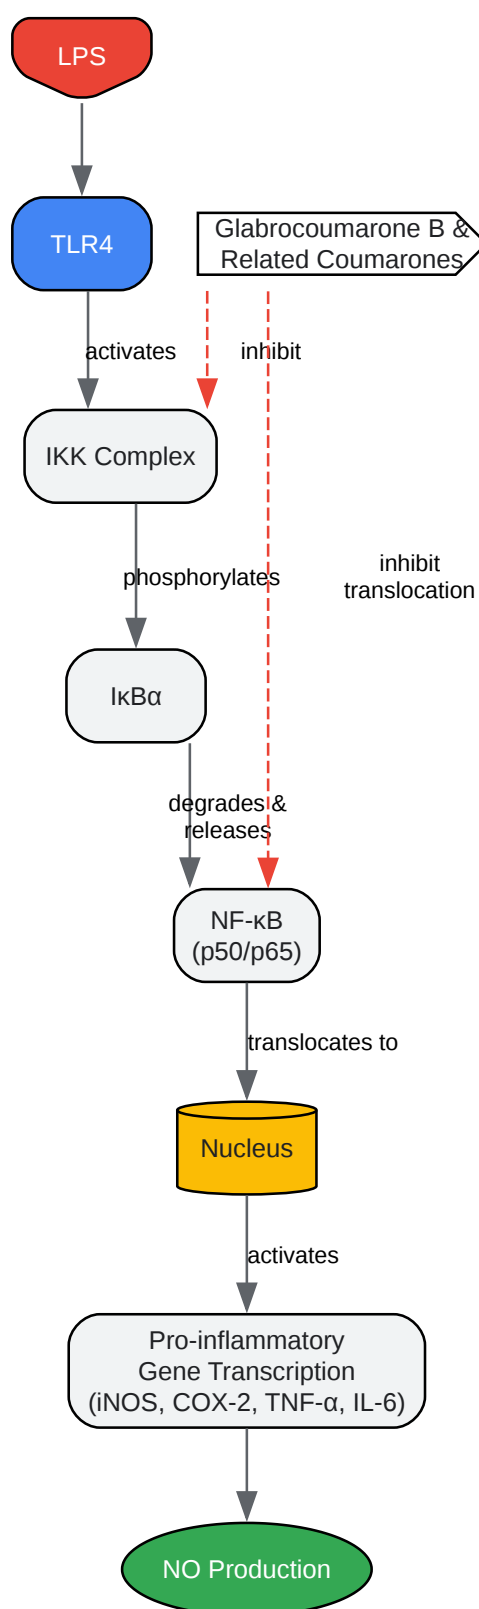 LPS
TLR4
Glabrocoumarone B &
Related Coumarones
activates
inhibit
IKK Complex
phosphorylates
inhibit
translocation
IκBα
degrades &
releases
NF-κB
(p50/p65)
translocates to
Nucleus
activates
Pro-inflammatory
Gene Transcription
(iNOS, COX-2, TNF-α, IL-6)
NO Production